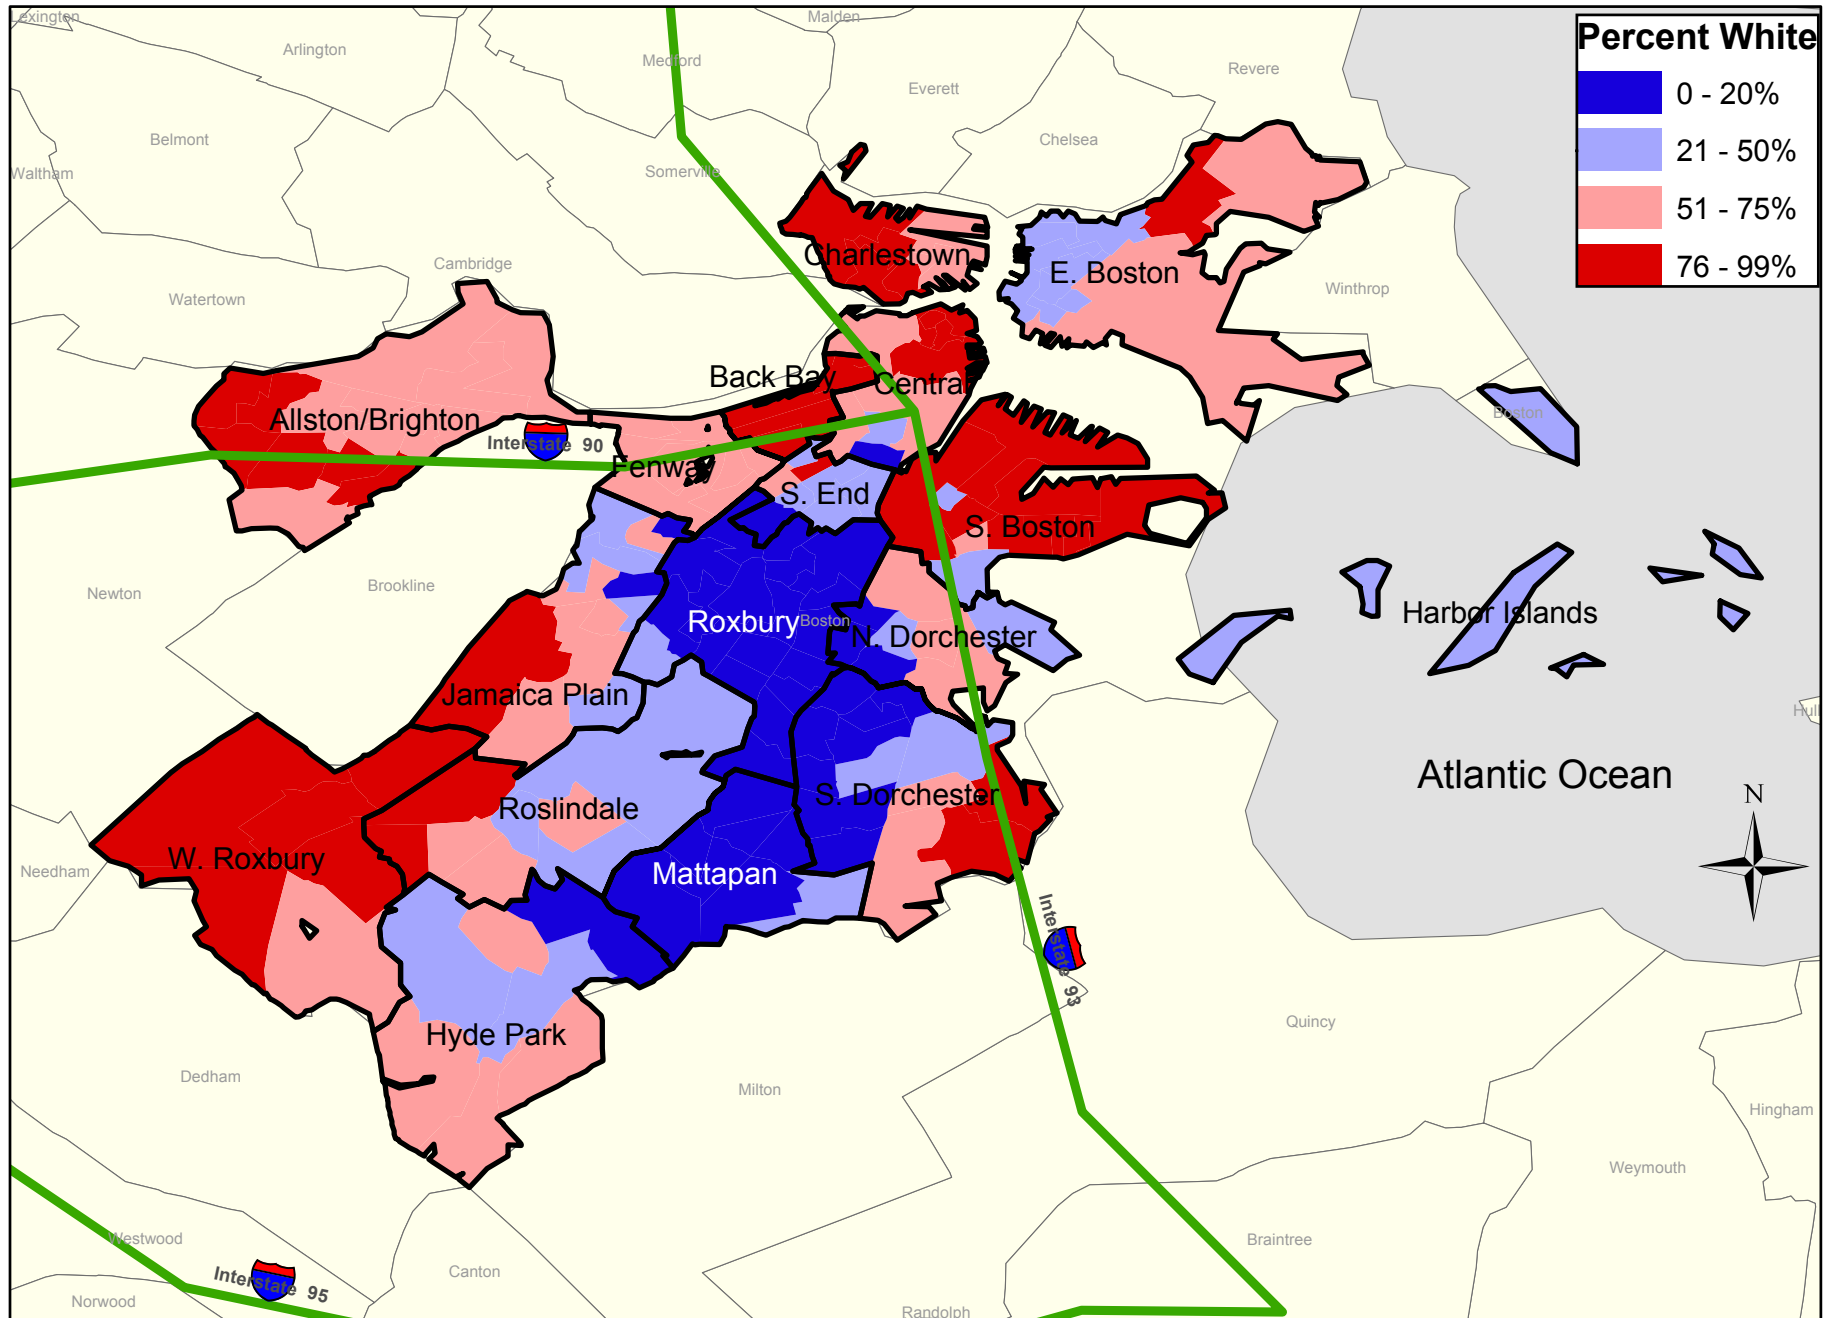 Lexington
Malden
Percent White
Arlington
Medford
Revere
Everett
0 - 20%
Belmont
Chelsea
21 - 50%
Waltham
Somerville
51 - 75%
Charlestown
Cambridge
76 - 99%
E. Boston
Watertown
Winthrop
Back Bay
Central
Boston
Allston/Brighton
Interstate 90
Fenway
S. End
S. Boston
Newton
Brookline
Harbor Islands
Roxbury
Boston
N. Dorchester
Jamaica Plain
Hull
Atlantic Ocean
N
S. Dorchester
Roslindale
W. Roxbury
Needham
Mattapan
Interstate 93
Quincy
Hyde Park
Dedham
Milton
Hingham
Weymouth
Westwood
Braintree
Canton
Interstate 95
Norwood
Randolph